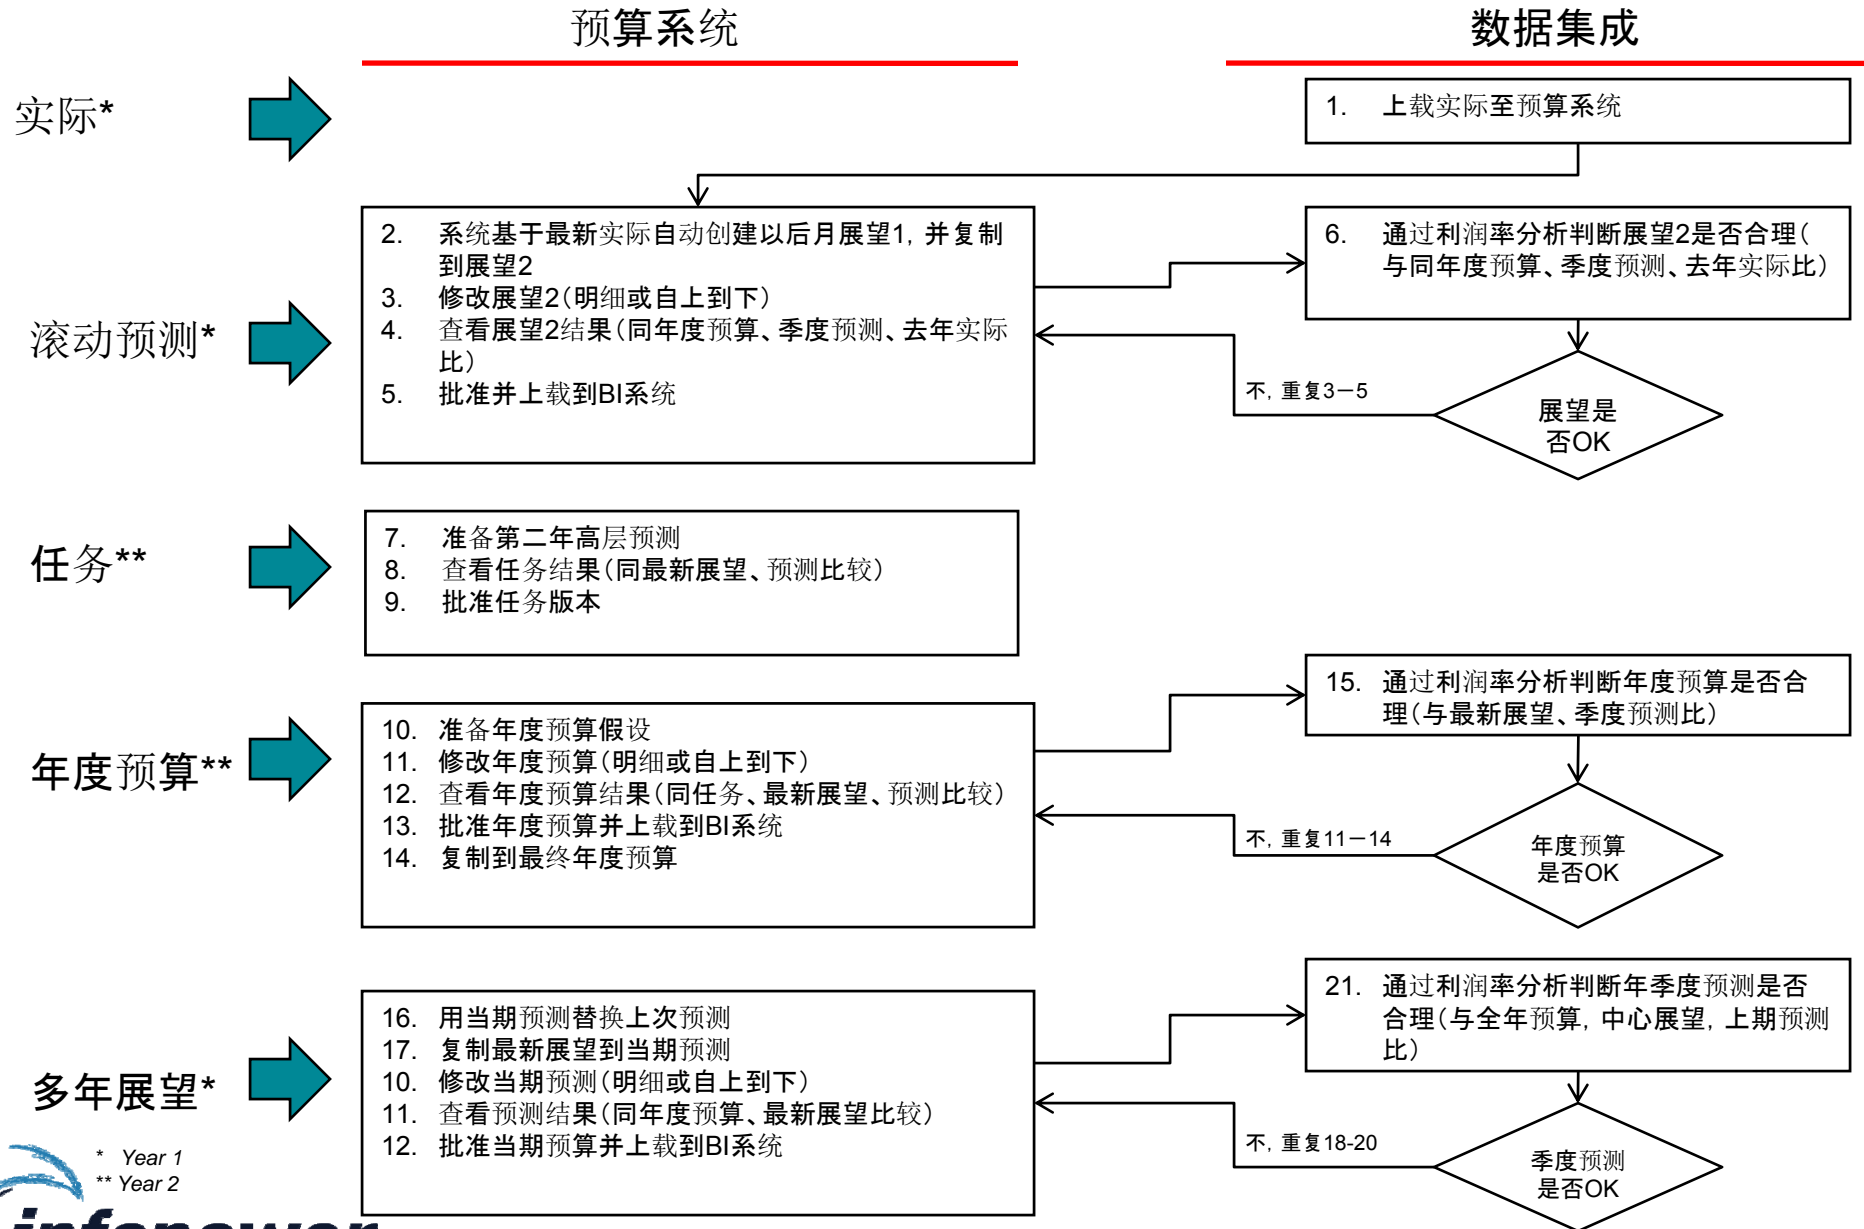 预算系统
数据集成
实际*
1. 上载实际至预算系统
滚动预测*
2. 系统基于最新实际自动创建以后月展望1, 并复制
到展望2
3. 修改展望2(明细或自上到下)
4. 查看展望2结果(同年度预算、季度预测、去年实际
比)
5. 批准并上载到BI系统
6. 通过利润率分析判断展望2是否合理(
与同年度预算、季度预测、去年实际比)
不, 重复3-5
展望是
否OK
任务**
7. 准备第二年高层预测
8. 查看任务结果(同最新展望、预测比较)
9. 批准任务版本
年度预算**
10. 准备年度预算假设
11. 修改年度预算(明细或自上到下)
12. 查看年度预算结果(同任务、最新展望、预测比较)
13. 批准年度预算并上载到BI系统
14. 复制到最终年度预算
15. 通过利润率分析判断年度预算是否合
理(与最新展望、季度预测比)
不, 重复11-14
年度预算
是否OK
多年展望*
16. 用当期预测替换上次预测
17. 复制最新展望到当期预测
10. 修改当期预测(明细或自上到下)
11. 查看预测结果(同年度预算、最新展望比较)
12. 批准当期预算并上载到BI系统
21. 通过利润率分析判断年季度预测是否
合理(与全年预算, 中心展望, 上期预测
比)
不, 重复18-20
季度预测
是否OK
* Year 1
** Year 2
infopower